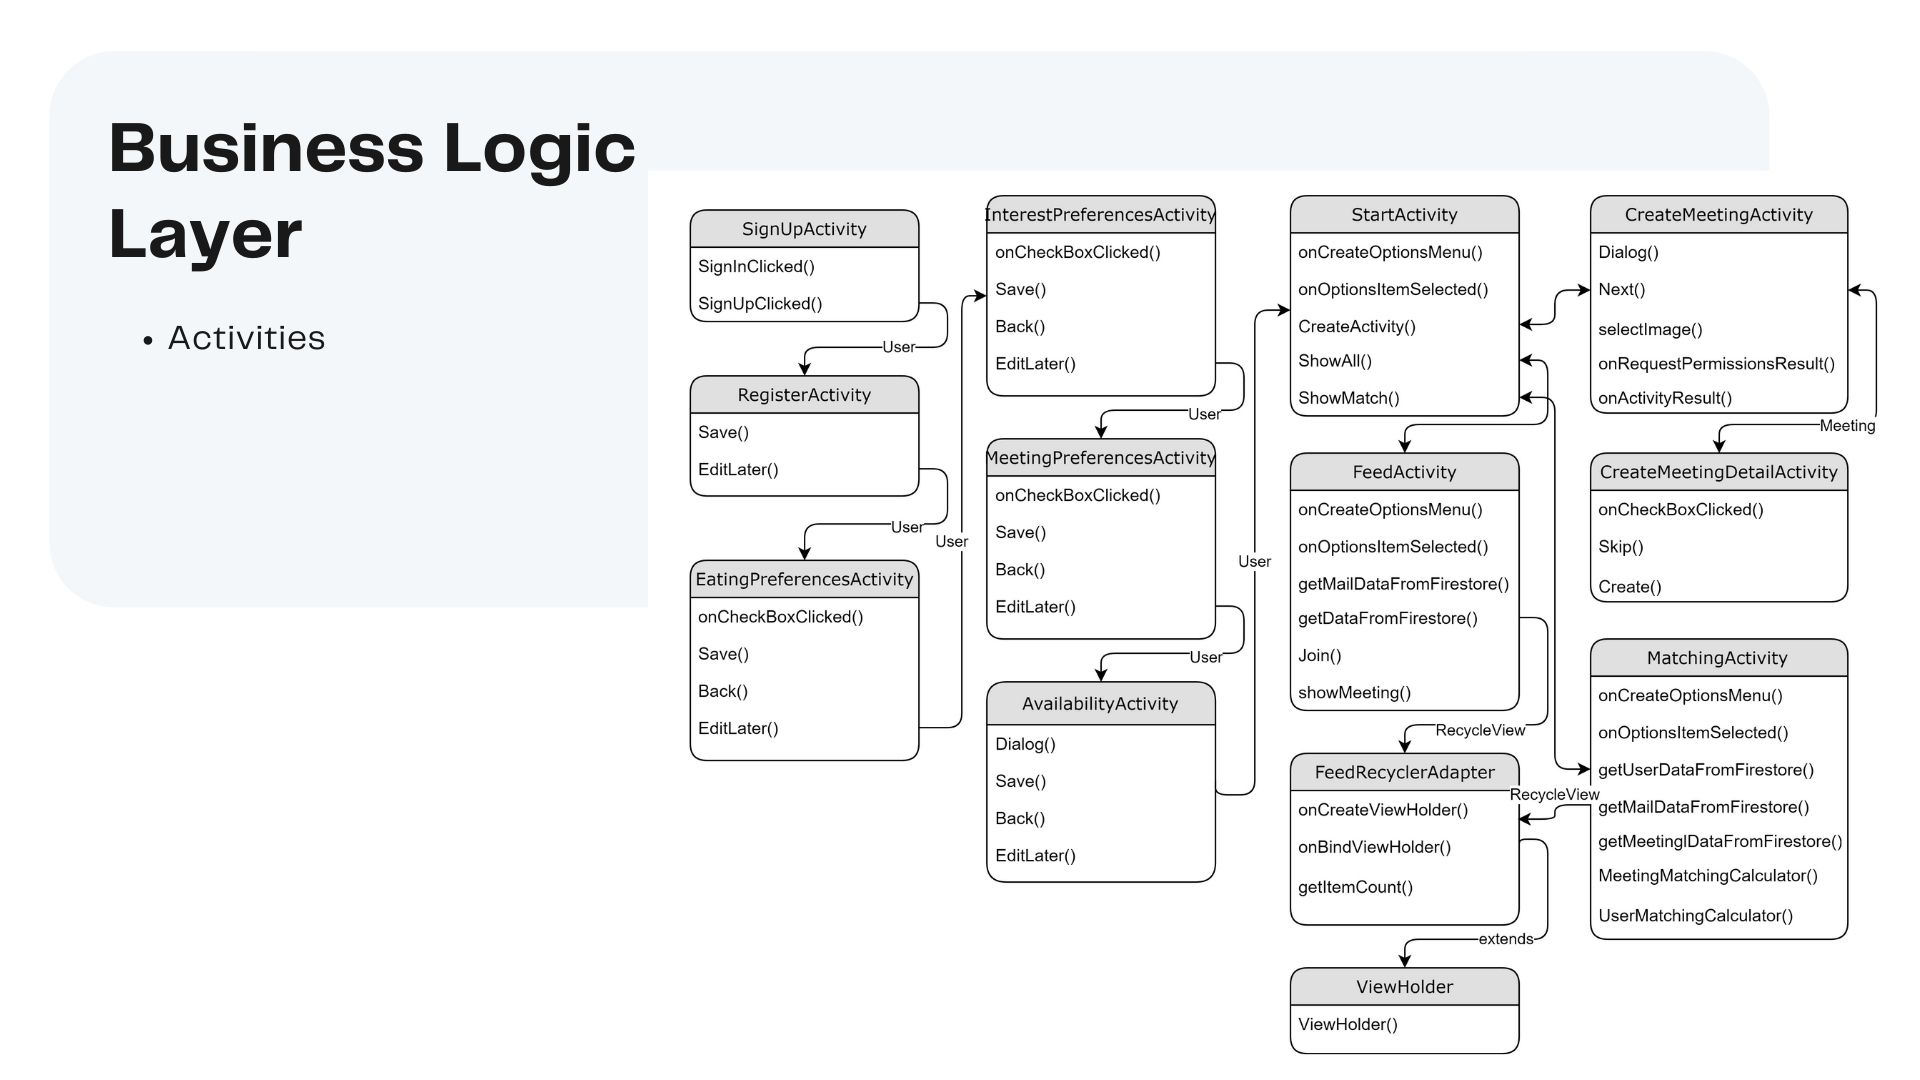 Business Logic
Layer
• Activities
SignUpActivity
SignInClicked()
SignUpClicked()
User
RegisterActivity
Save()
EditLater()
User
EatingPreferencesActivity
onCheckBoxClicked()
Save()
Back()
EditLater()
User
InterestPreferencesActivity
onCheckBoxClicked()
Save()
Back()
EditLater()
User
MeetingPreferencesActivity
onCheckBoxClicked()
Save()
Back()
EditLater()
User
AvailabilityActivity
Dialog()
Save()
Back()
EditLater()
User
StartActivity
onCreateOptionsMenu()
onOptionsItemSelected()
CreateActivity()
ShowAll()
ShowMatch()
FeedActivity
onCreateOptionsMenu()
onOptionsItemSelected()
getMailDataFromFirestore()
getDataFromFirestore()
Join()
showMeeting()
RecycleView
FeedRecyclerAdapter
onCreateViewHolder()
onBindViewHolder()
getItemCount()
extends
ViewHolder
ViewHolder()
CreateMeetingActivity
Dialog()
Next()
selectImage()
onRequestPermissionsResult()
onActivityResult()
Meeting
CreateMeetingDetailActivity
onCheckBoxClicked()
Skip()
Create()
MatchingActivity
onCreateOptionsMenu()
onOptionsItemSelected()
getUserDataFromFirestore()
RecycleView
getMailDataFromFirestore()
getMeetinglDataFromFirestore()
MeetingMatchingCalculator()
UserMatchingCalculator()